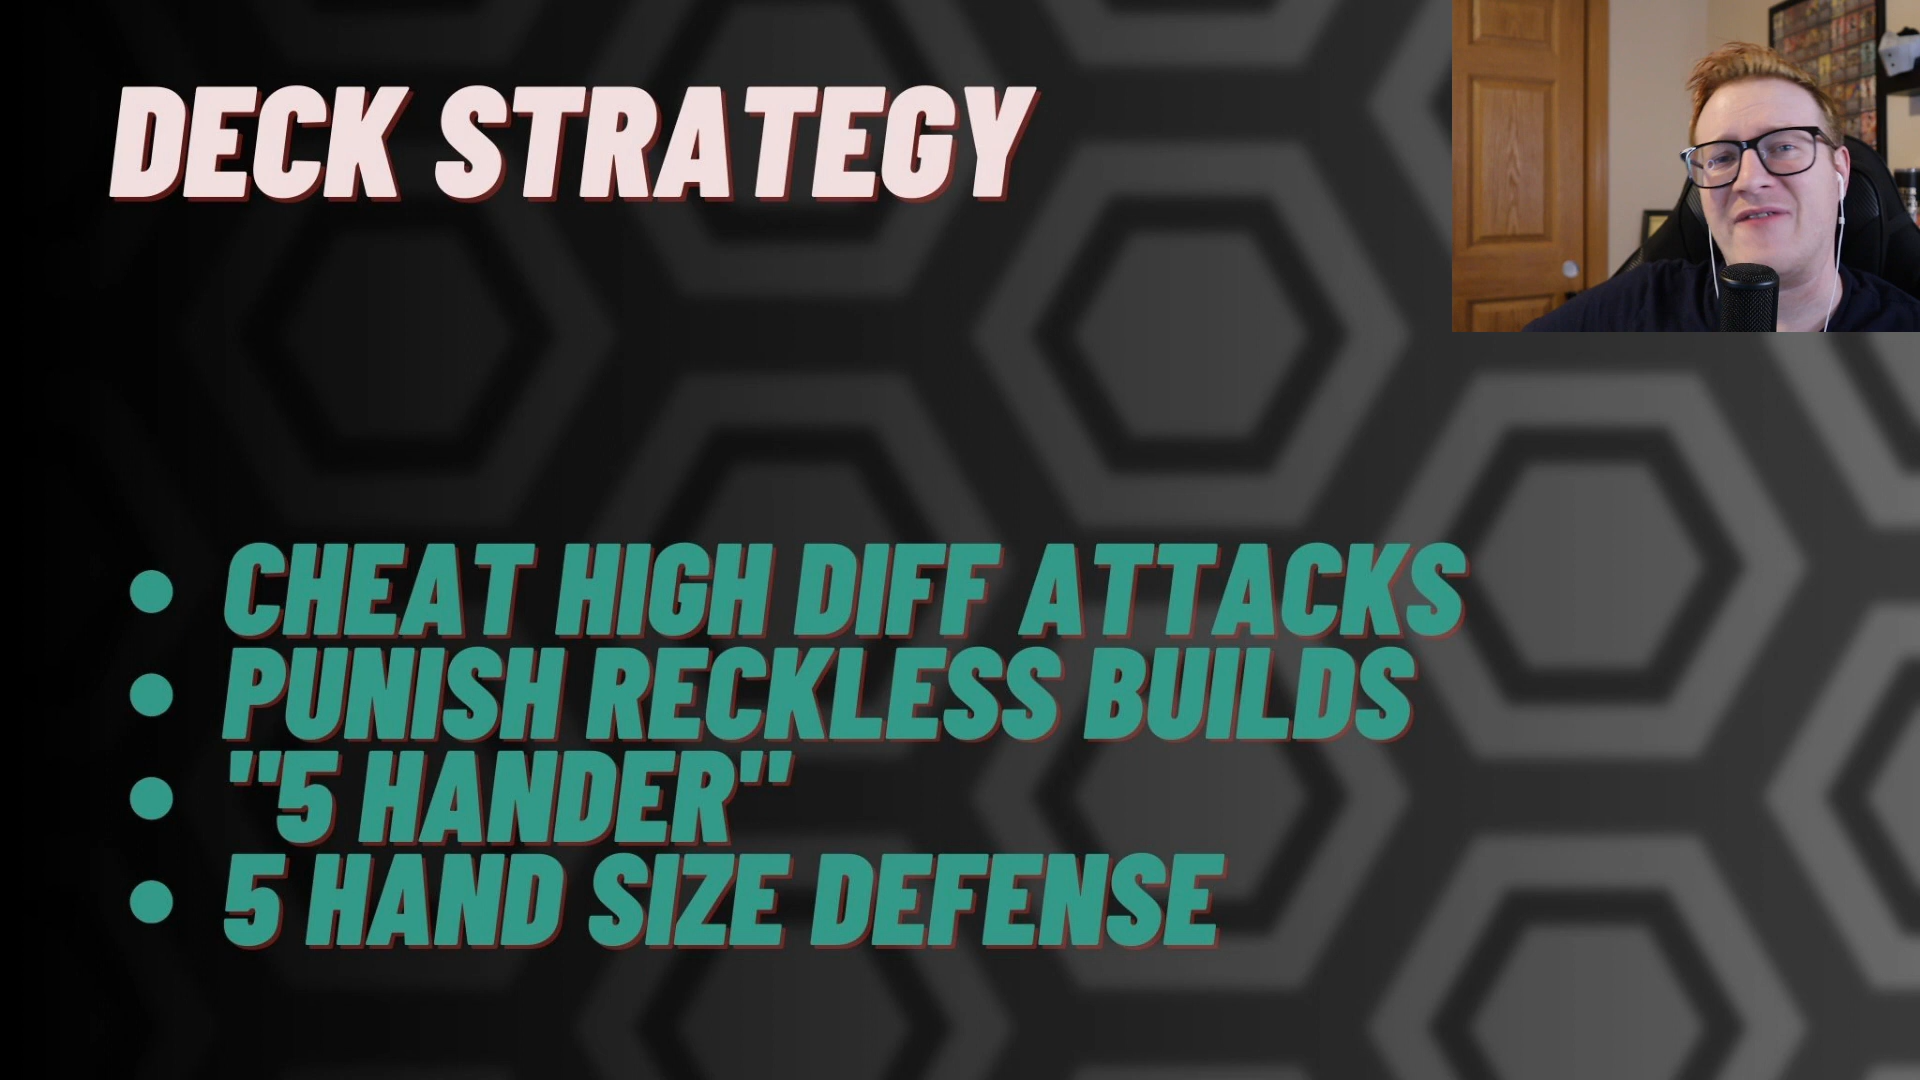 DECK STRATEGY
CHEAT HIGH DIFF ATTACKS
PUNISH RECKLESS BUILDS
"5 HANDER"
5 HAND SIZE DEFENSE